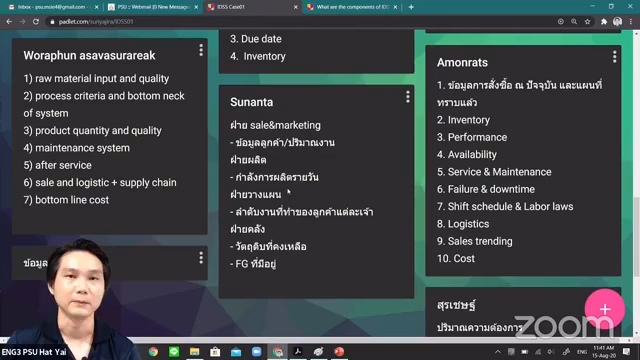 Inbox - psu.msie4@gmail.com
PSU :: Webmail [0 New Messages]
IDSS Case01
What are the components of IDS
padlet.com/suriyajira/IDSS01
Woraphun asavasurareak
1) raw material input and quality
2) process criteria and bottom neck
of system
3) product quantity and quality
4) maintenance system
5) after service
6) sale and logistic + supply chain
7) bottom line cost
ข้อมูล
3. Due date
4. Inventory
Sunanta
ฝ่าย sale&marketing
- ข้อมูลลูกค้า/ปริมาณงาน
ฝ่ายผลิต
- กำลังการผลิตรายวัน
ฝ่ายวางแผน
- ลำดับงานที่ทำของลูกค้าแต่ละเจ้า
ฝ่ายคลัง
- วัตถุดิบที่คงเหลือ
- FG ที่มีอยู่
Amonrats
1. ข้อมูลการสั่งซื้อ ณ ปัจจุบัน และแผนที่
ทราบแล้ว
2. Inventory
3. Performance
4. Availability
5. Service & Maintenance
6. Failure & downtime
7. Shift schedule & Labor laws
8. Logistics
9. Sales trending
10. Cost
สุรเชษฐ์
ปริมาณความต้องการ
zoom
ENG3 PSU Hat Yai
ENG
11:41 AM
15-Aug-20